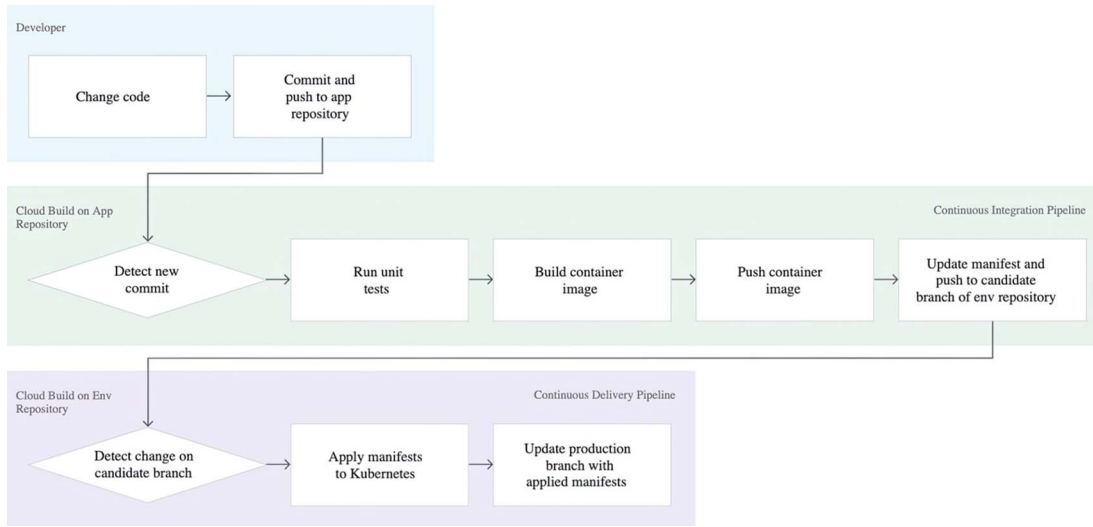 Developer
Change code
Commit and
push to app
repository
Cloud Build on App
Repository
Continuous Integration Pipeline
Detect new
commit
Run unit
tests
Build container
image
Push container
image
Update manifest and
push to candidate
branch of env repository
Cloud Build on Env
Repository
Continuous Delivery Pipeline
Detect change on
candidate branch
Apply manifests
to Kubernetes
Update production
branch with
applied manifests